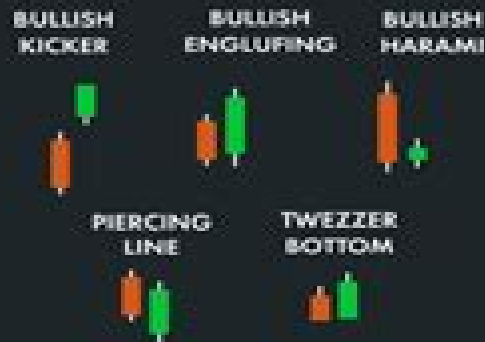 BULLISH
KICKER
BULLISH
ENGLUFING
BULLISH
HARAMI
PIERCING
LINE
TWEZZER
BOTTOM